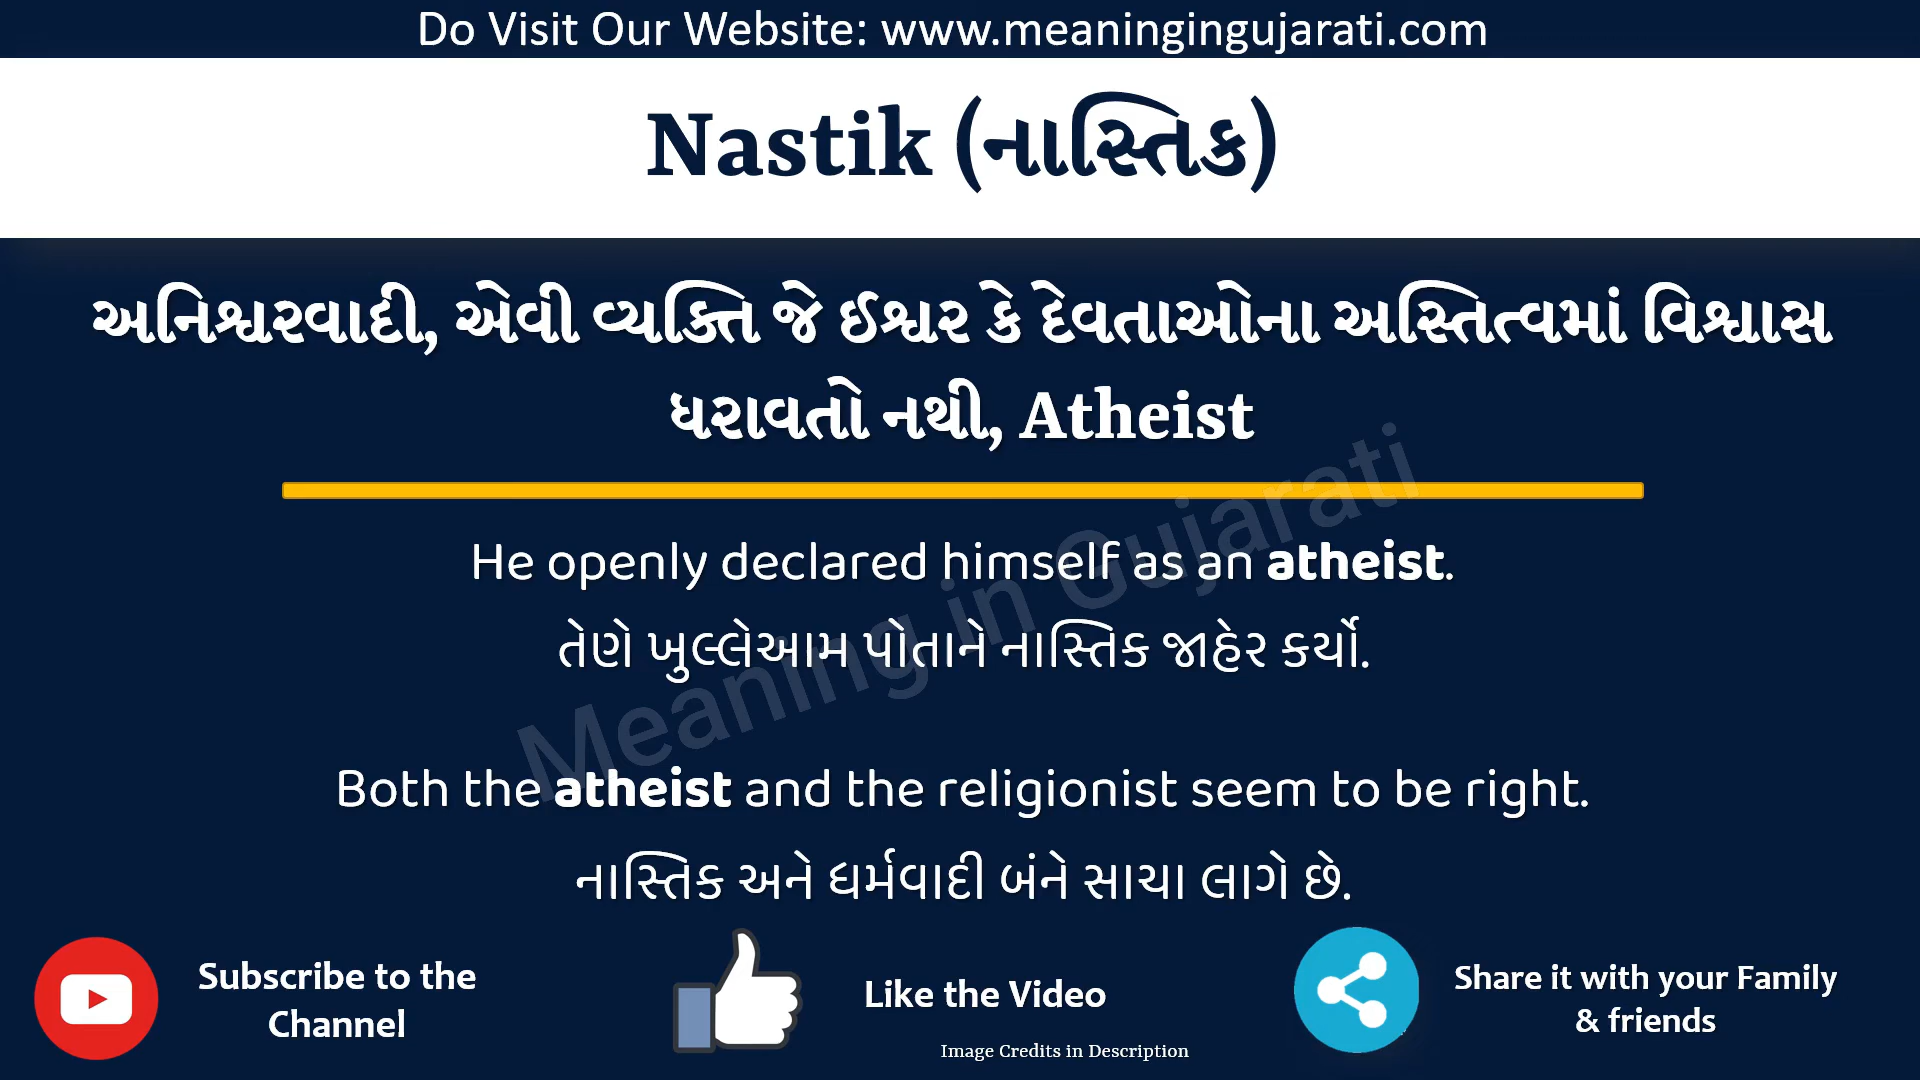 Do Visit Our Website: www.meaningingujarati.com
Nastik (નાસ્તિક)
અનિશ્વરવાદી, એવી વ્યક્તિ જે ઈશ્વર કે દેવતાઓના અસ્તિત્વમાં વિશ્વાસ
ધરાવતો નથી, Atheist
He openly declared himself as an atheist.
તેણે ખુલ્લેઆમ પોતાને નાસ્તિક જાહેર કર્યો.
Meaning in Gujarati
Both the atheist and the religionist seem to be right.
નાસ્તિક અને ધર્મવાદી બંને સાચા લાગે છે.
Subscribe to the
Channel
Like the Video
Share it with your Family
& friends
Image Credits in Description